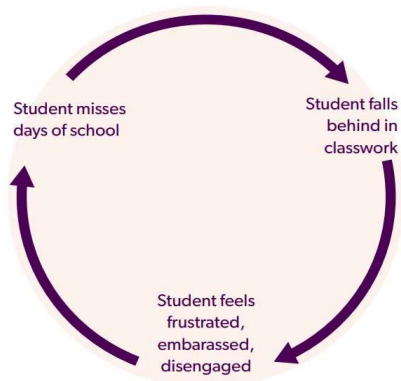 Student misses
days of school
Student falls
behind in
classwork
Student feels
frustrated,
embarassed,
disengaged